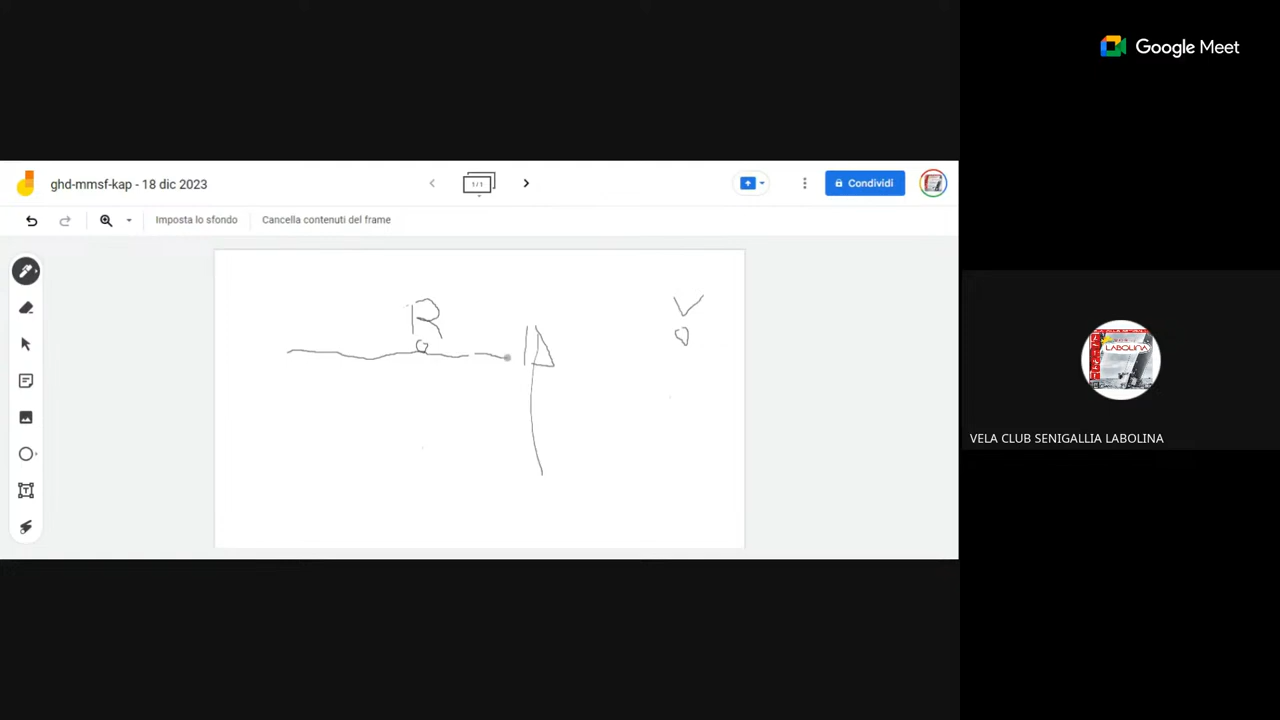 Google Meet
ghd-mmsf-kap - 18 dic 2023
1/1
Condividi
Imposta lo sfondo
Cancella contenuti del frame
R
V
LABOLINA
VELA CLUB SENIGALLIA LABOLINA